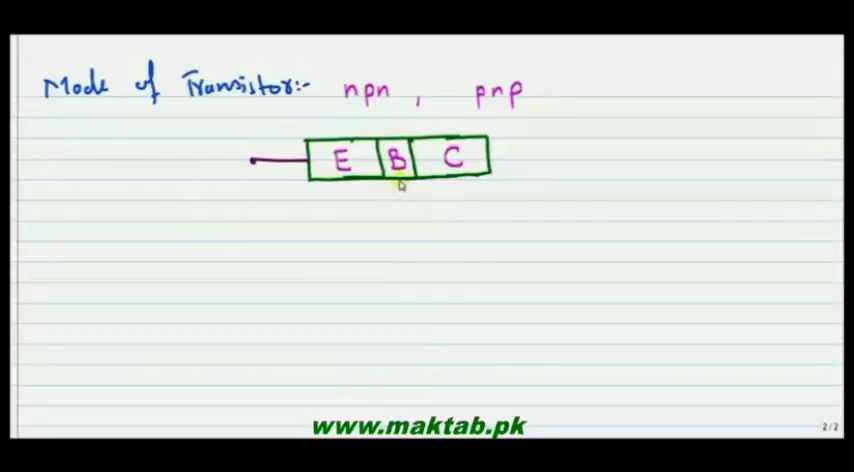 Mode of Transistor:- npn , pnp
E B C
www.maktab.pk
2/2